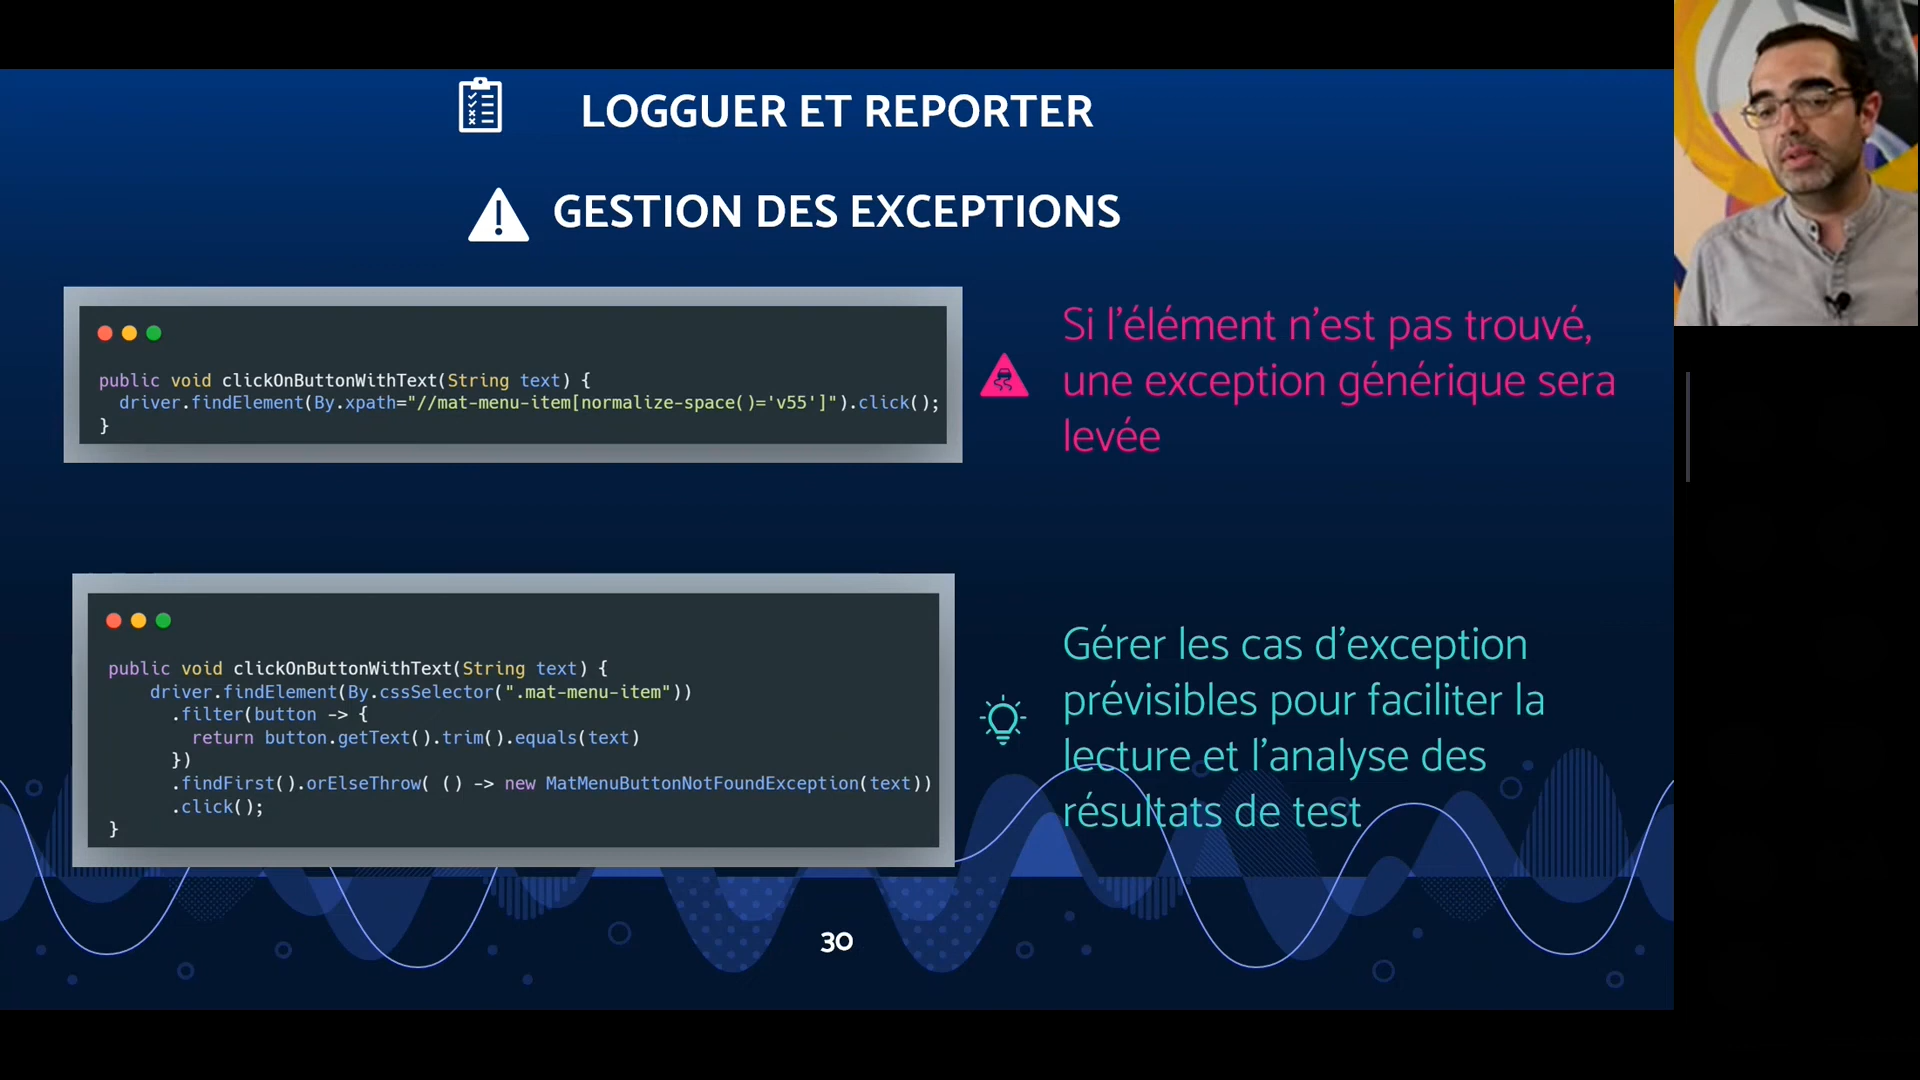 LOGGUER ET REPORTER
GESTION DES EXCEPTIONS
public void clickOnButtonWithText(String text) {
driver.findElement(By.xpath="//mat-menu-item[normalize-space()='v55']").click();
}
Si l'élément n'est pas trouvé,
une exception générique sera
levée
public void clickOnButtonWithText(String text) {
driver.findElement(By.cssSelector(".mat-menu-item"))
.filter(button -> {
return button.getText().trim().equals(text)
})
.findFirst().orElseThrow( () -> new MatMenuButtonNotFoundException(text))
.click();
}
Gérer les cas d'exception
prévisibles pour faciliter la
lecture et l'analyse des
résultats de test
30